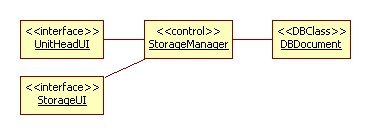 <<interface>>
UnitHeadUI
<<control>>
StorageManager
<<DBClass>>
DBDocument
<<interface>>
StorageUI